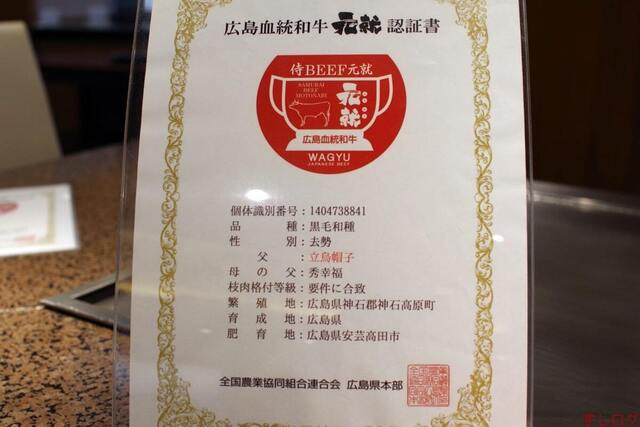 広島血統和牛 元就 認証書
侍BEEF元就
SAMURAI
BEEF
MOTONARI
元就
広島血統和牛
WAGYU
JAPANESE BEEF
個体識別番号：1404738841
品種：黒毛和種
性別：去勢
父：立烏帽子
母の父：秀幸福
枝肉格付等級：要件に合致
繁殖地：広島県神石郡神石高原町
育成地：広島県
肥育地：広島県安芸高田市
全国農業協同組合連合会 広島県本部